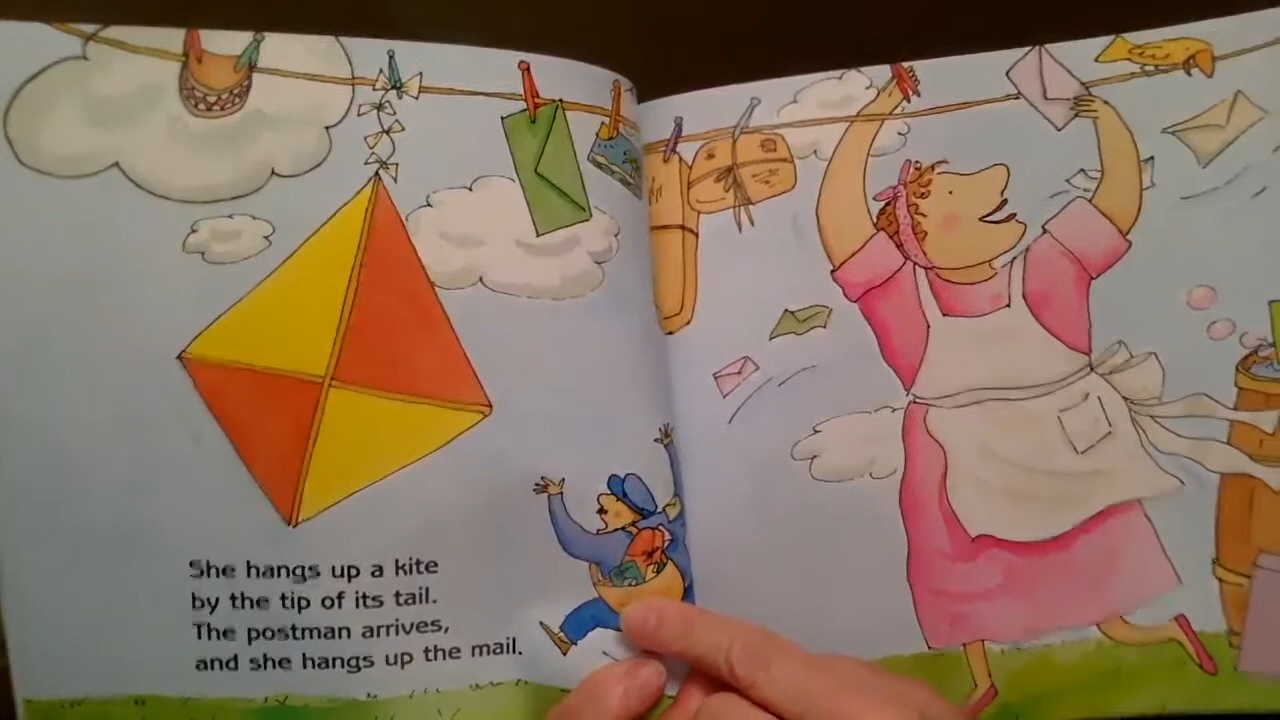 She hangs up a kite
by the tip of its tail.
The postman arrives,
and she hangs up the mail.